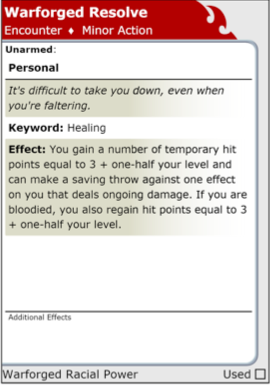 Warforged Resolve
Encounter ♦ Minor Action
Unarmed:
Personal
It's difficult to take you down, even when
you're faltering.
Keyword: Healing
Effect: You gain a number of temporary hit
points equal to 3 + one-half your level and
can make a saving throw against one effect
on you that deals ongoing damage. If you are
bloodied, you also regain hit points equal to 3
+ one-half your level.
Additional Effects
Warforged Racial Power Used